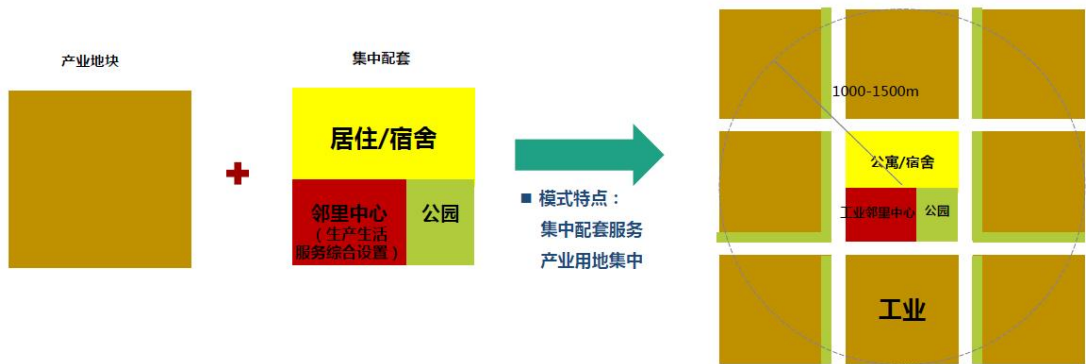 产业地块
集中配套
居住/宿舍
邻里中心
（生产生活
服务综合设置）
公园
■ 模式特点：
集中配套服务
产业用地集中
1000-1500m
公寓/宿舍
工业邻里中心
公园
工业